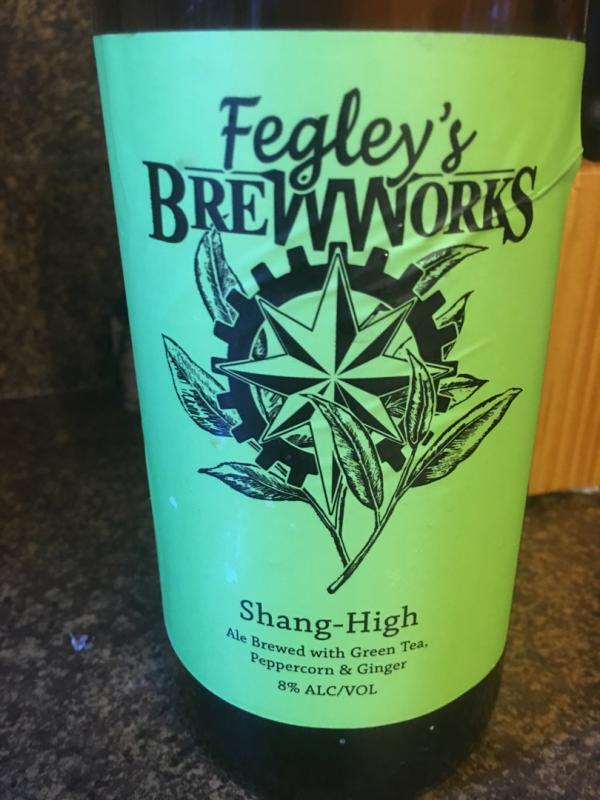 Fegley's
BREWWORKS
Shang-High
Ale Brewed with Green Tea,
Peppercorn & Ginger
8% ALC/VOL